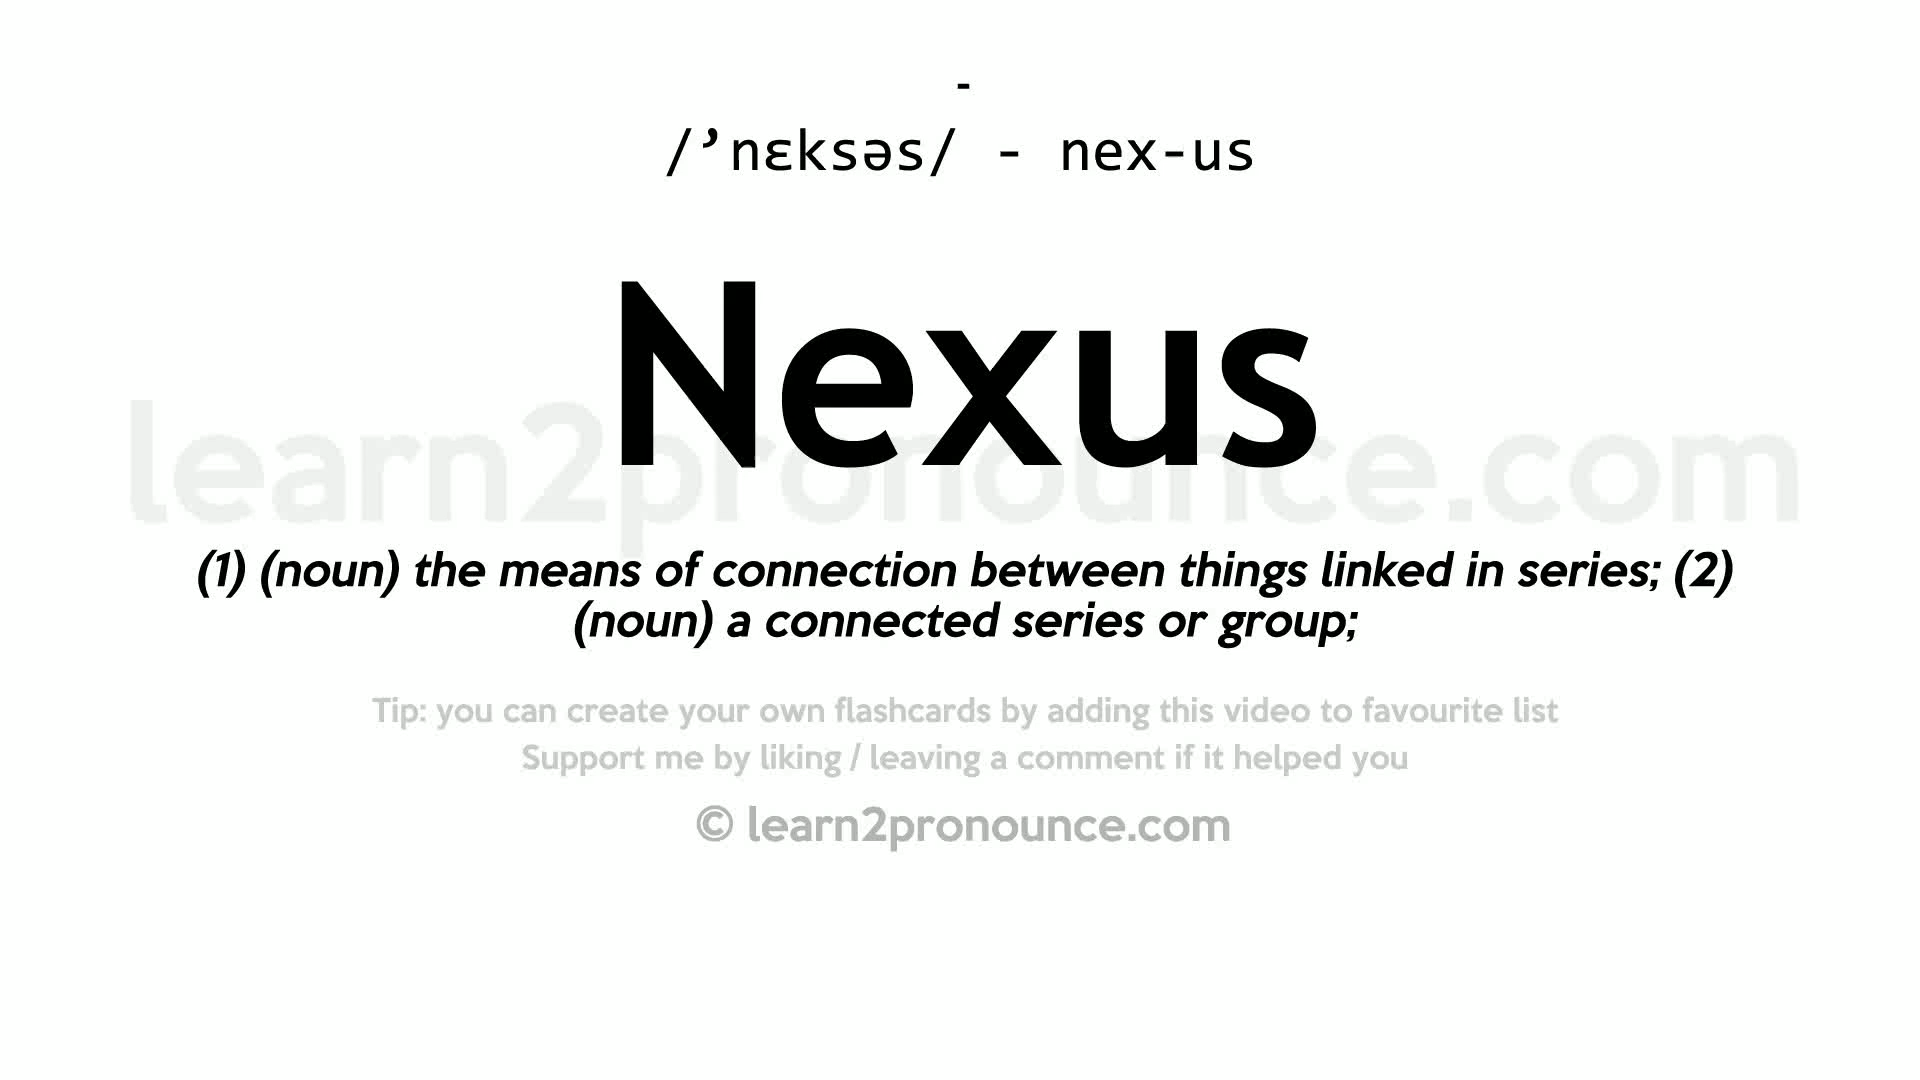 -
/’nɛksəs/ - nex-us
Nexus
learn2pronounce.com
(1) (noun) the means of connection between things linked in series; (2)
(noun) a connected series or group;
Tip: you can create your own flashcards by adding this video to favourite list
Support me by liking / leaving a comment if it helped you
© learn2pronounce.com